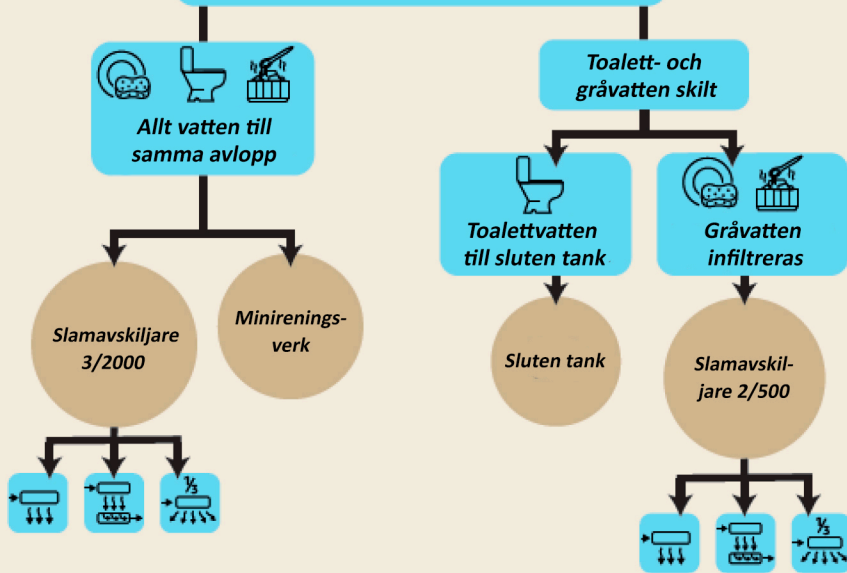 Allt vatten till
samma avlopp
Toalett- och
gråvatten skilt
Toalettvatten
till sluten tank
Gråvatten
infiltreras
Slamavskiljare
3/2000
Minirenings-
verk
Sluten tank
Slamavskil-
jare 2/500
⅓
⅓